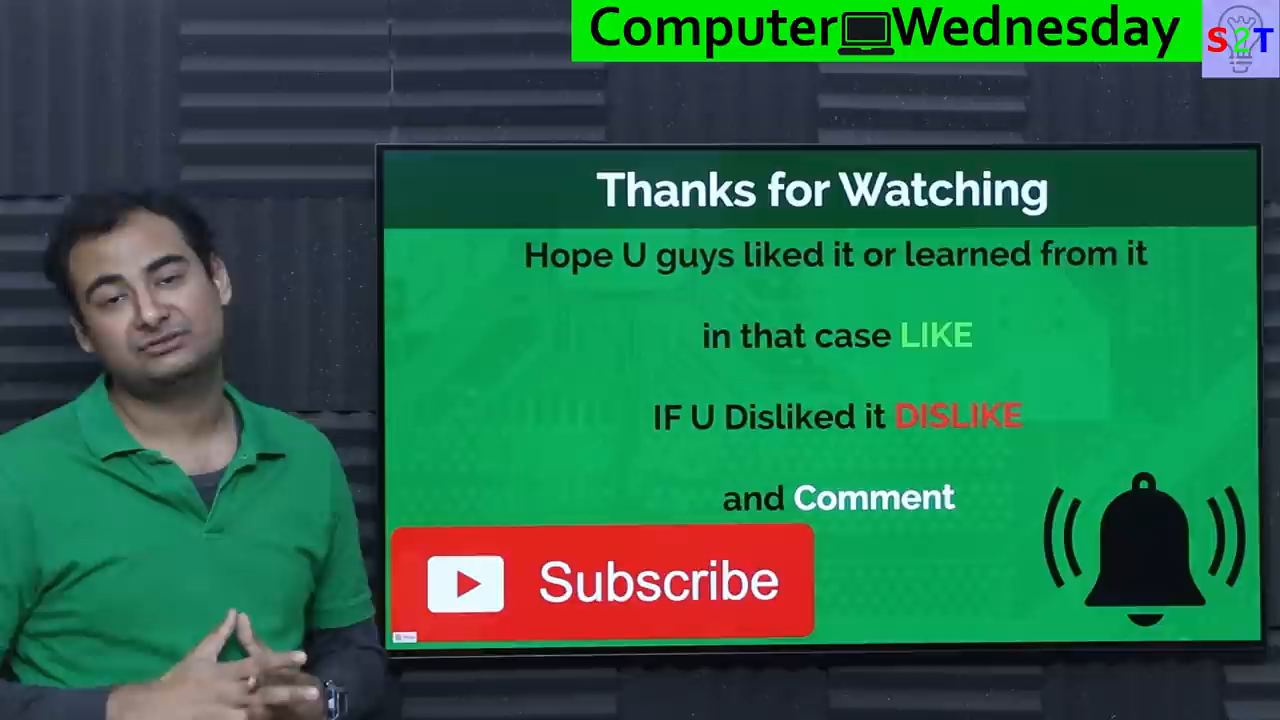 Computer Wednesday
S2T
Thanks for Watching
Hope U guys liked it or learned from it
in that case LIKE
IF U Disliked it DISLIKE
and Comment
Subscribe